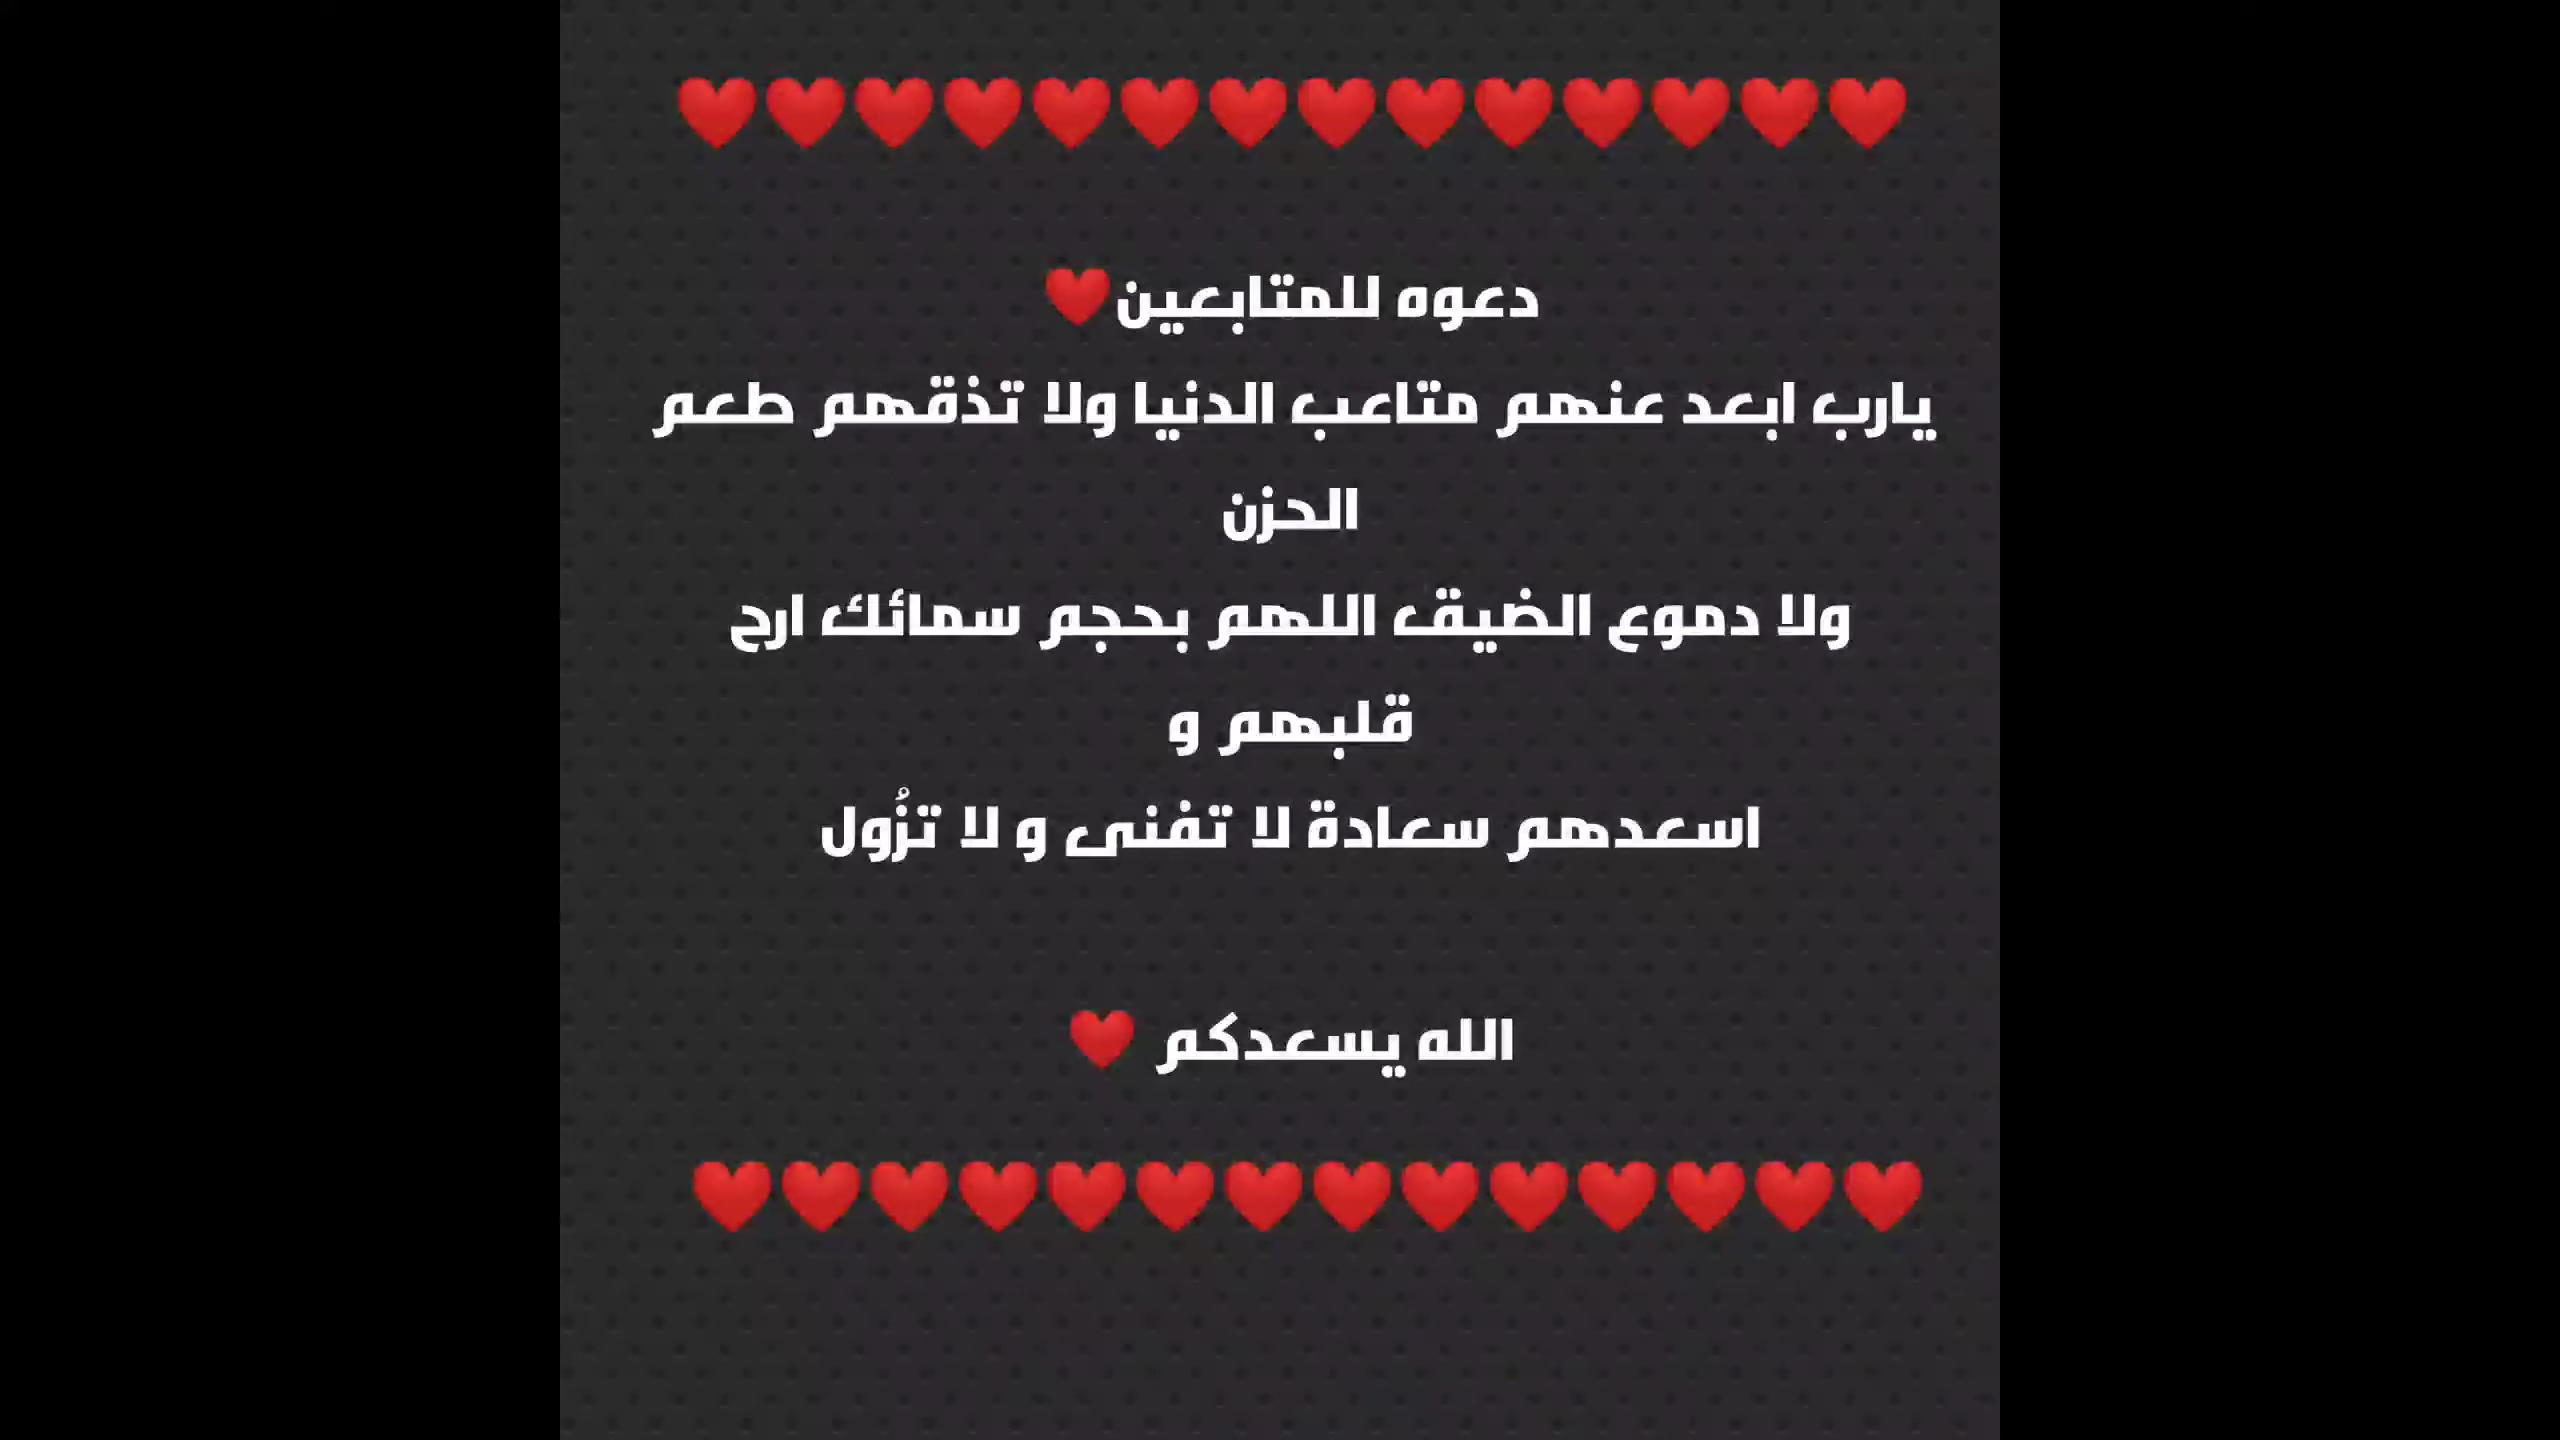 ❤️❤️❤️❤️❤️❤️❤️❤️❤️❤️❤️❤️❤️❤️
دعوه للمتابعين❤️
يارب ابعد عنهم متاعب الدنيا ولا تذقهم طعم
الحزن
ولا دموع الضيق اللهم بحجم سمائك ارح
قلبهم و
اسعدهم سعادة لا تفنى و لا تزُول
الله يسعدكم ❤️
❤️❤️❤️❤️❤️❤️❤️❤️❤️❤️❤️❤️❤️❤️